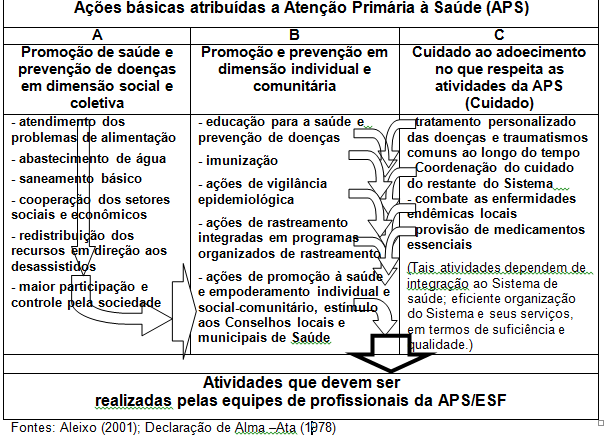 Ações básicas atribuídas a Atenção Primária à Saúde (APS)
A
Promoção de saúde e
prevenção de doenças
em dimensão social e
coletiva
- atendimento dos
problemas de alimentação
- abastecimento de água
- saneamento básico
- cooperação dos setores
sociais e econômicos
- redistribuição dos
recursos em direção aos
desassistidos
- maior participação e
controle pela sociedade
B
Promoção e prevenção em
dimensão individual e
comunitária
- educação para a saúde e
prevenção de doenças
- imunização
- ações de vigilância
epidemiológica
- ações de rastreamento
integradas em programas
organizados de rastreamento
- ações de promoção à saúde
e empoderamento individual e
social-comunitário, estímulo
aos Conselhos locais e
municipais de Saúde
C
Cuidado ao adoecimento
no que respeita as
atividades da APS
(Cuidado)
tratamento personalizado
das doenças e traumatismos
comuns ao longo do tempo
Coordenação do cuidado
do restante do Sistema
- combate as enfermidades
endêmicas locais
provisão de medicamentos
essenciais
(Tais atividades dependem de
integração ao Sistema de
saúde; eficiente organização
do Sistema e seus serviços,
em termos de suficiência e
qualidade.)
Atividades que devem ser
realizadas pelas equipes de profissionais da APS/ESF
Fontes: Aleixo (2001); Declaração de Alma –Ata (1978)